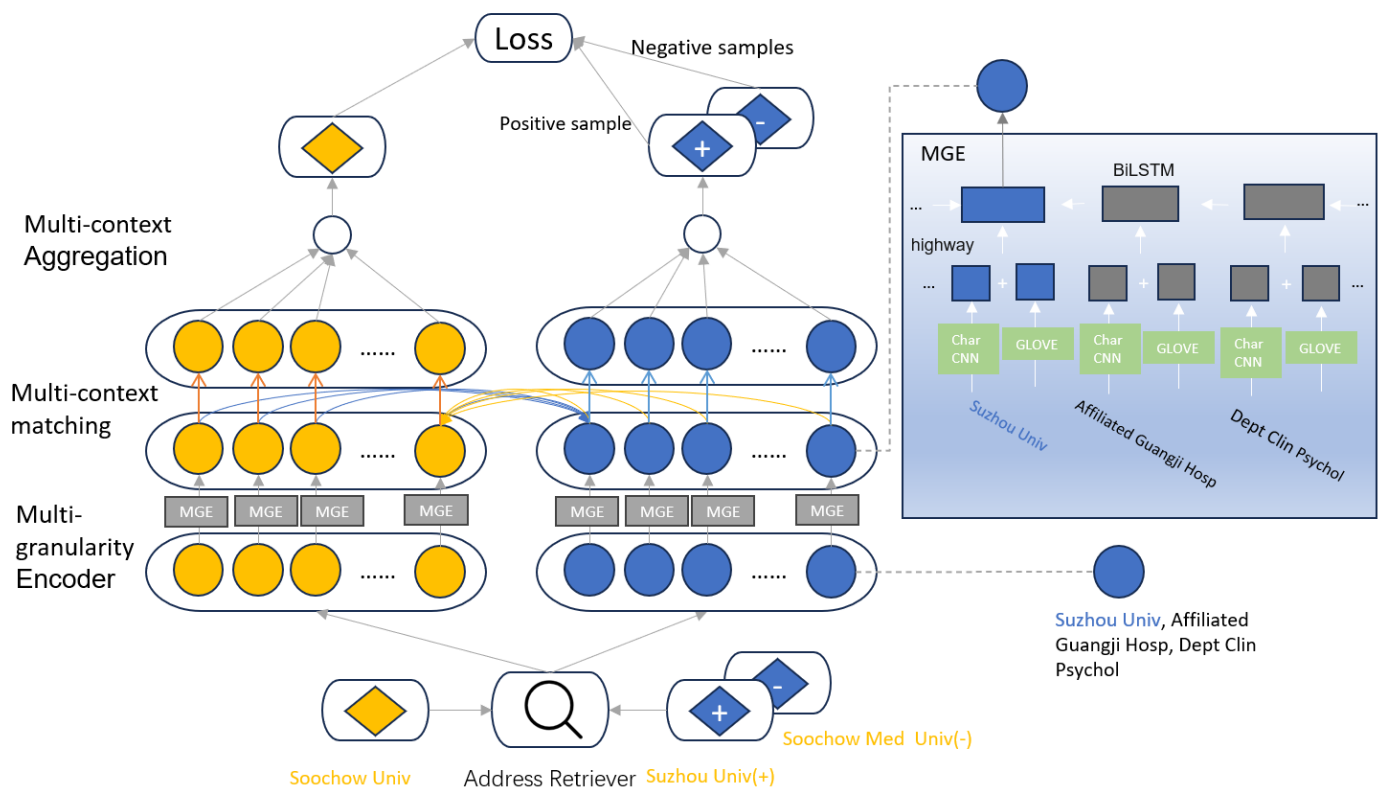 Loss
Negative samples
Positive sample
-
+
Multi-context
Aggregation
......
......
Multi-context
matching
......
......
MGE
MGE
MGE
MGE
MGE
MGE
MGE
MGE
Multi-
granularity
Encoder
......
......
Soochow Univ
Address Retriever
+
-
Suzhou Univ(+)
Soochow Med Univ(-)
MGE
BiLSTM
...
...
highway
...
+
+
+
...
Char
CNN
GLOVE
Char
CNN
GLOVE
Char
CNN
GLOVE
Suzhou Univ
Affiliated Guangji Hosp
Dept Clin Psychol
Suzhou Univ, Affiliated
Guangji Hosp, Dept Clin
Psychol